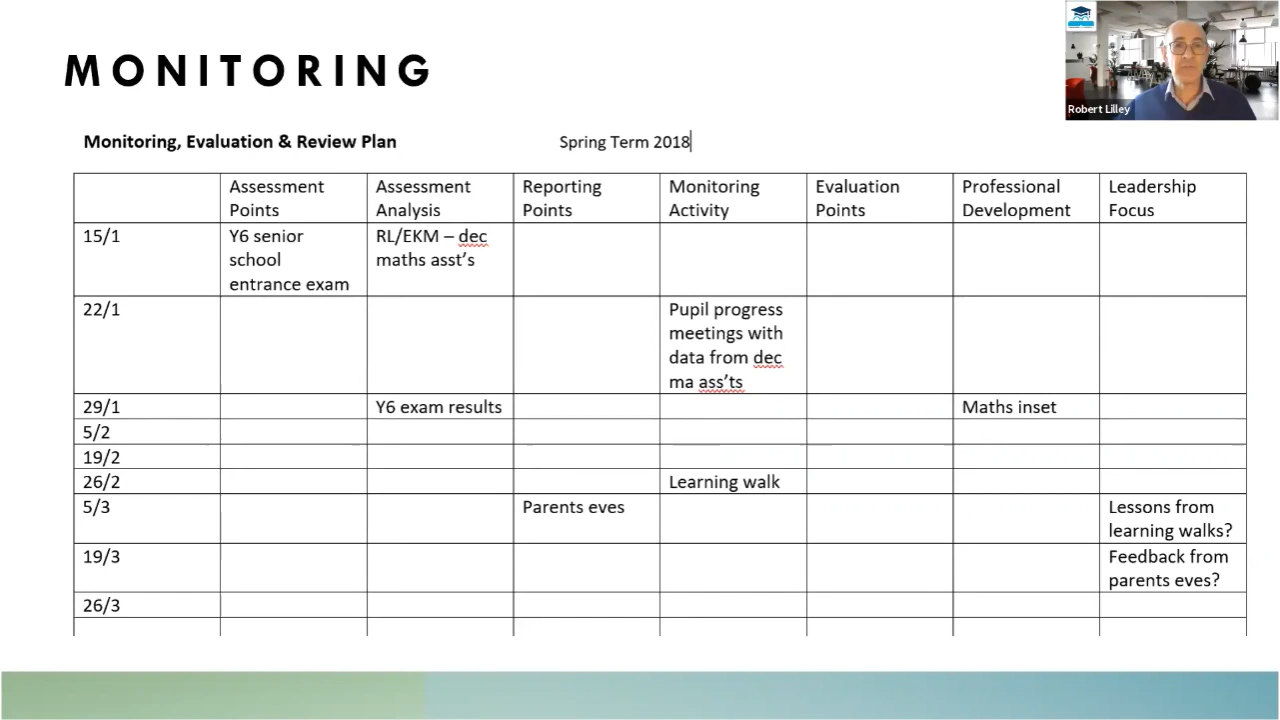 MONITORING
Robert Lilley
Monitoring, Evaluation & Review Plan Spring Term 2018
Assessment Points Assessment Analysis Reporting Points Monitoring Activity Evaluation Points Professional Development Leadership Focus
15/1 Y6 senior school entrance exam RL/EKM – dec maths asst's
22/1 Pupil progress meetings with data from dec ma ass'ts
29/1 Y6 exam results Maths inset
5/2
19/2
26/2 Learning walk
5/3 Parents eves Lessons from learning walks?
19/3 Feedback from parents eves?
26/3